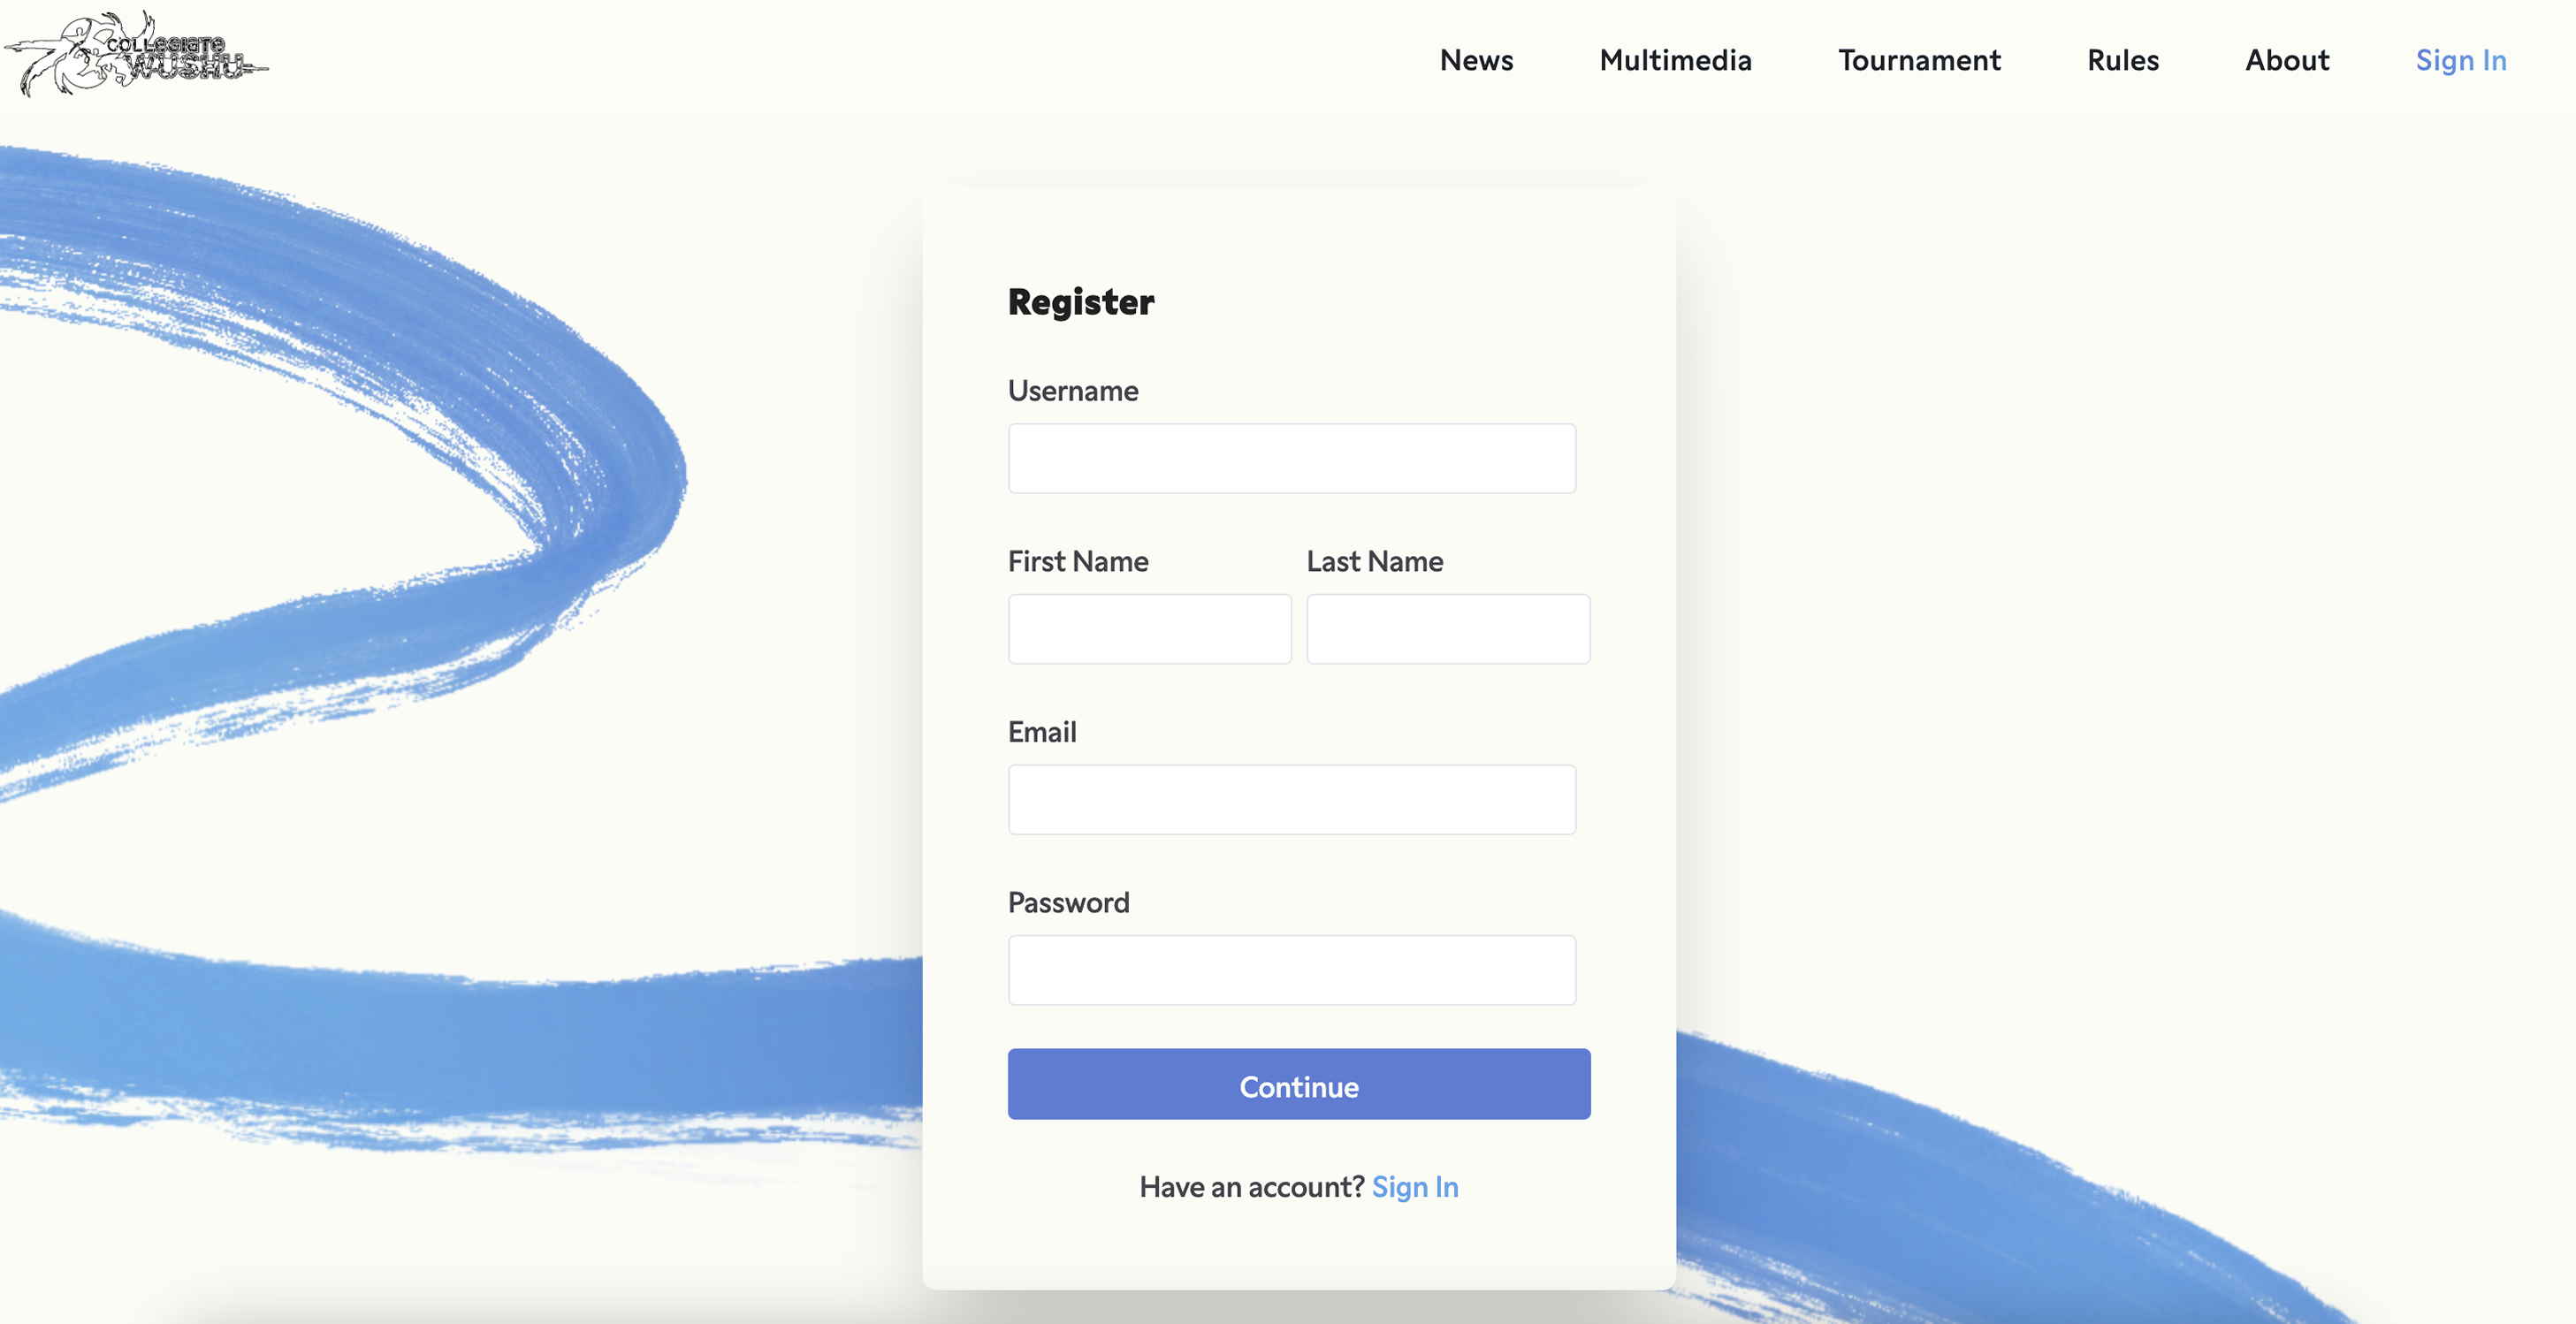 COLLEGIATE
WUSHU
News Multimedia Tournament Rules About Sign In
Register
Username
First Name Last Name
Email
Password
Continue
Have an account? Sign In